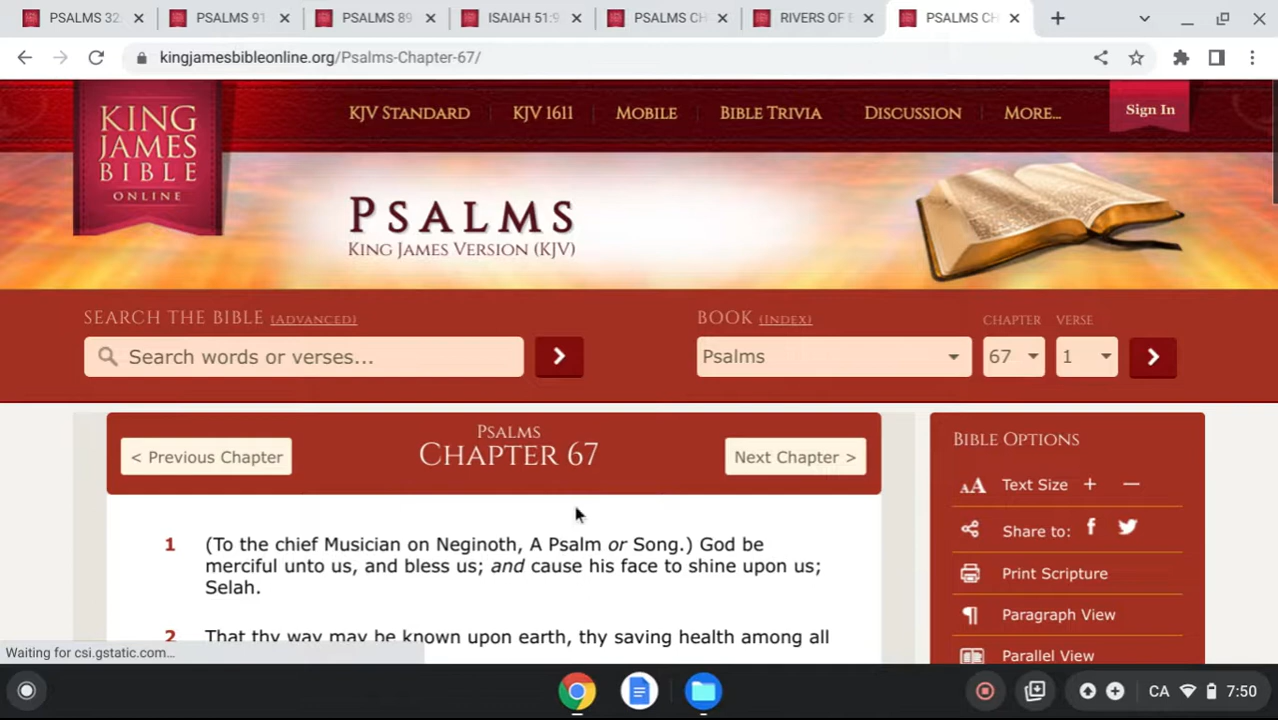 PSALMS 32:
PSALMS 91
PSALMS 89
ISAIAH 51:9
PSALMS CH
RIVERS OF E
PSALMS CH
kingjamesbibleonline.org/Psalms-Chapter-67/
KING
JAMES
BIBLE
ONLINE
KJV STANDARD
KJV 1611
MOBILE
BIBLE TRIVIA
DISCUSSION
MORE...
Sign In
PSALMS
KING JAMES VERSION (KJV)
SEARCH THE BIBLE (ADVANCED)
BOOK (INDEX)
CHAPTER
VERSE
Search words or verses...
Psalms
67
1
PSALMS
CHAPTER 67
< Previous Chapter
Next Chapter >
BIBLE OPTIONS
AA Text Size + —
Share to:
Print Scripture
Paragraph View
Parallel View
1 (To the chief Musician on Neginoth, A Psalm or Song.) God be
merciful unto us, and bless us; and cause his face to shine upon us;
Selah.
2 That thy way may be known upon earth, thy saving health among all
Waiting for csi.gstatic.com...
CA
7:50